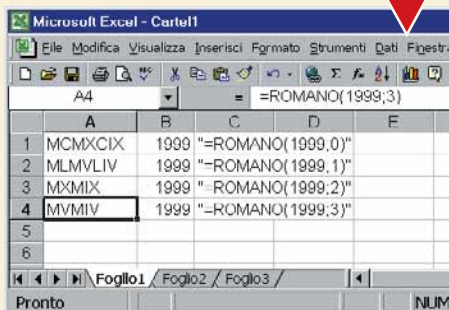 Microsoft Excel - Cartel1
File Modifica Visualizza Inserisci Formato Strumenti Dati Finestra
A4 = =ROMANO(1999;3)
A B C D E
1 MCMXCIX 1999 "=ROMANO(1999,0)"
2 MLMVLIV 1999 "=ROMANO(1999,1)"
3 MXMIX 1999 "=ROMANO(1999;2)"
4 MVMIV 1999 "=ROMANO(1999;3)"
5
6
Foglio1 Foglio2 Foglio3
Pronto NUM